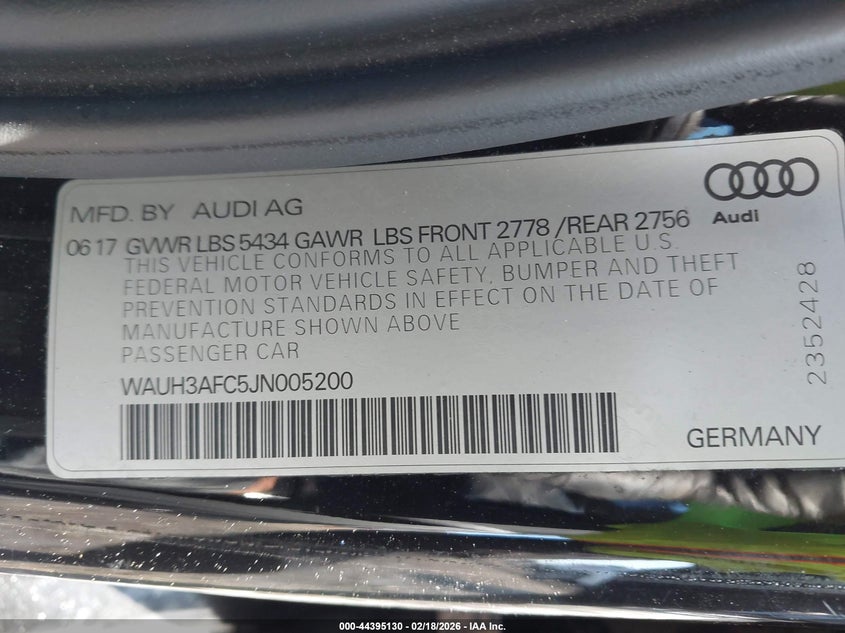 MFD. BY AUDI AG
Audi
06 17 GVWR LBS 5434 GAWR LBS FRONT 2778 /REAR 2756
THIS VEHICLE CONFORMS TO ALL APPLICABLE U.S.
FEDERAL MOTOR VEHICLE SAFETY, BUMPER AND THEFT
PREVENTION STANDARDS IN EFFECT ON THE DATE OF
MANUFACTURE SHOWN ABOVE
PASSENGER CAR
WAUH3AFC5JN005200
GERMANY
2352428
000-44395130 - 02/18/2026 - IAA Inc.